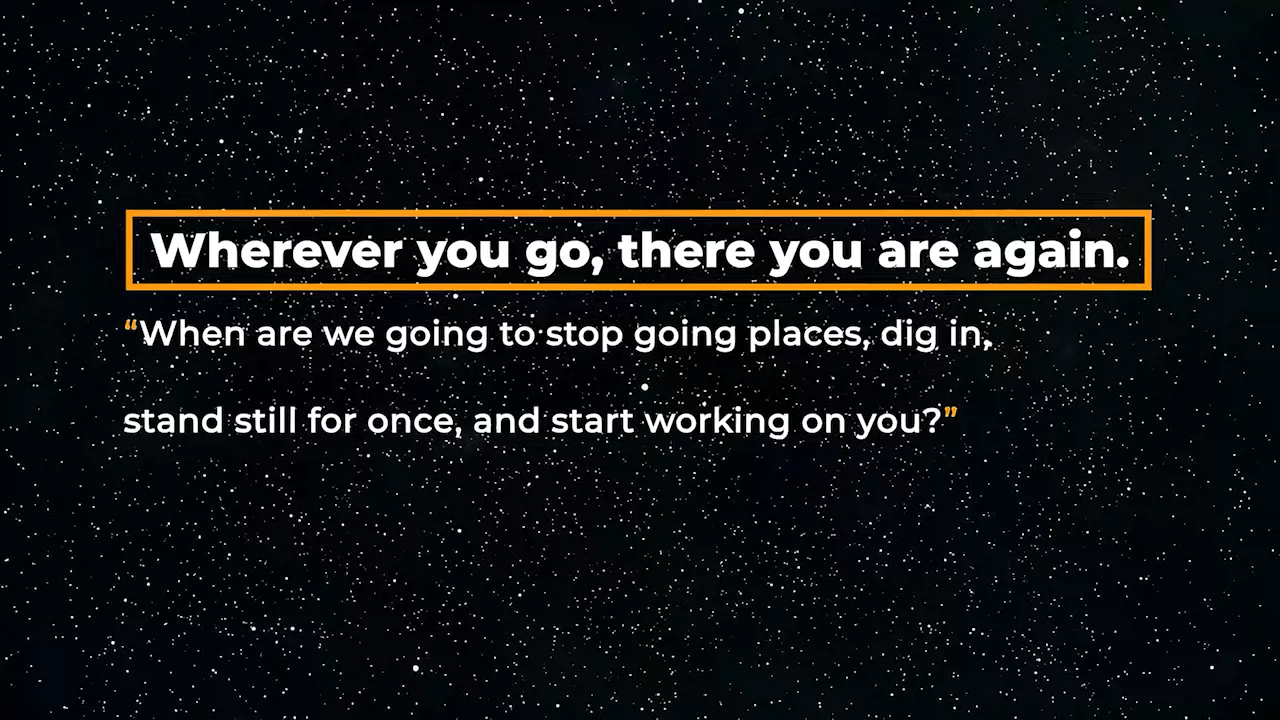 Wherever you go, there you are again.
“When are we going to stop going places, dig in,
stand still for once, and start working on you?”